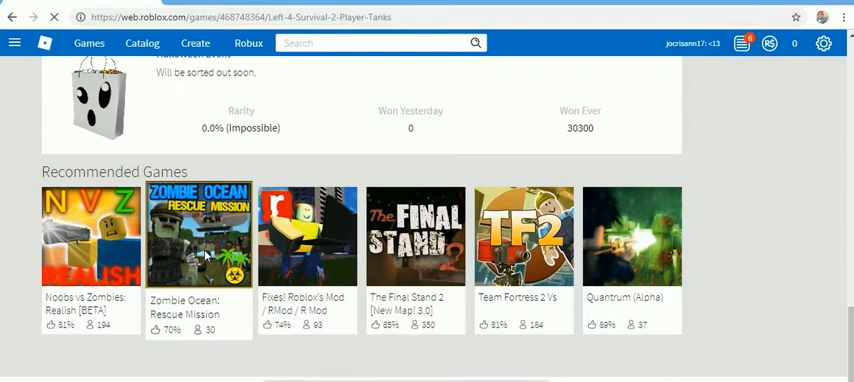 https://web.roblox.com/games/468748364/Left-4-Survival-2-Player-Tanks
Games
Catalog
Create
Robux
Search
jocrisann17: <13
6
R$
0
Halloween Event
Will be sorted out soon.
Rarity
Won Yesterday
Won Ever
0.0% (Impossible)
0
30300
Recommended Games
N V Z
REALISH
ZOMBIE OCEAN
RESCUE MISSION
r
The FINAL
STAND 2
TF2
Noobs vs Zombies:
Realish [BETA]
81%
194
Zombie Ocean:
Rescue Mission
70%
30
Fixes! Roblox's Mod
/ RMod / R Mod
74%
93
The Final Stand 2
[New Map! 3.0]
85%
350
Team Fortress 2 Vs
81%
184
Quantrum (Alpha)
89%
37